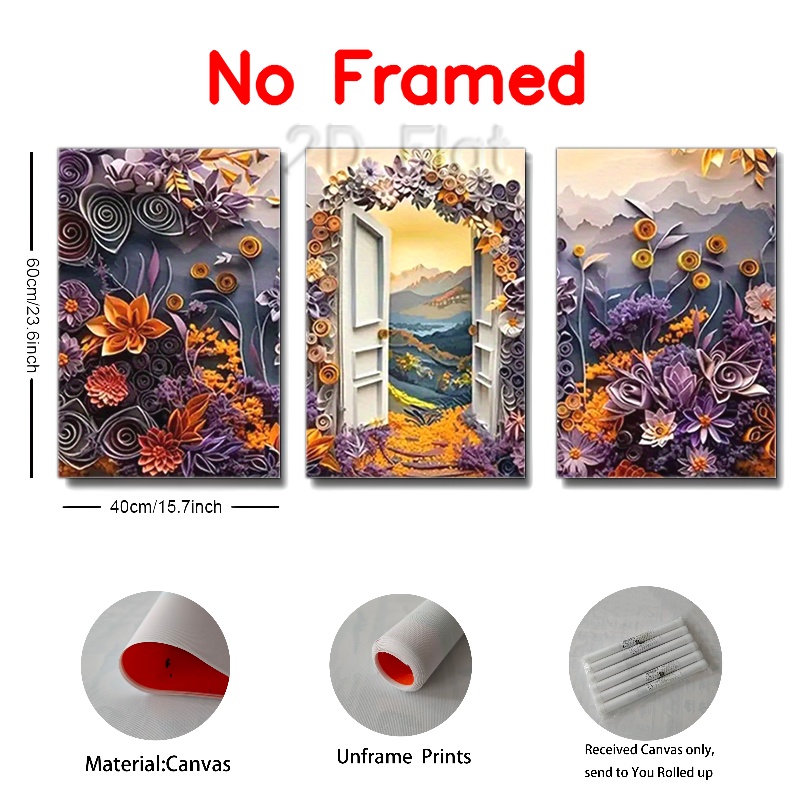 No Framed
2D Flat
60cm/23.6inch
40cm/15.7inch
Material:Canvas
Unframe Prints
Received Canvas only,
send to You Rolled up